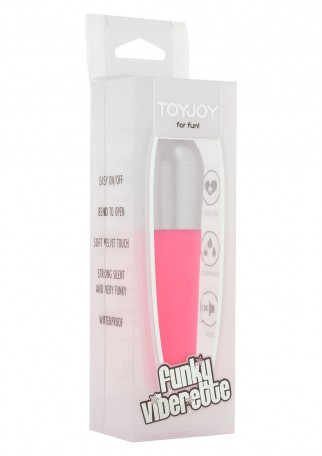 TOYJOY
for fun!
EASY ON/OFF
BEND TO OPEN
SOFT VELVET TOUCH
STRONG SILENT
AND VERY FUNKY
WATERPROOF
funky
viberette